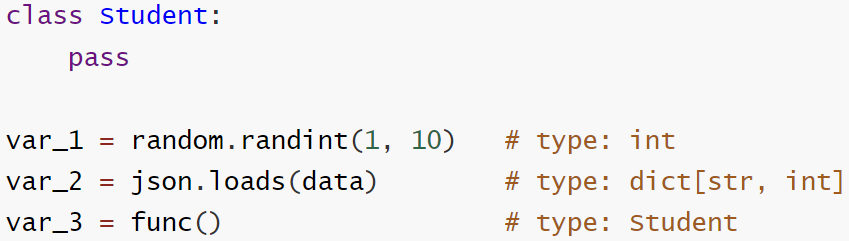 class Student:
    pass

var_1 = random.randint(1, 10)   # type: int
var_2 = json.loads(data)        # type: dict[str, int]
var_3 = func()                  # type: Student